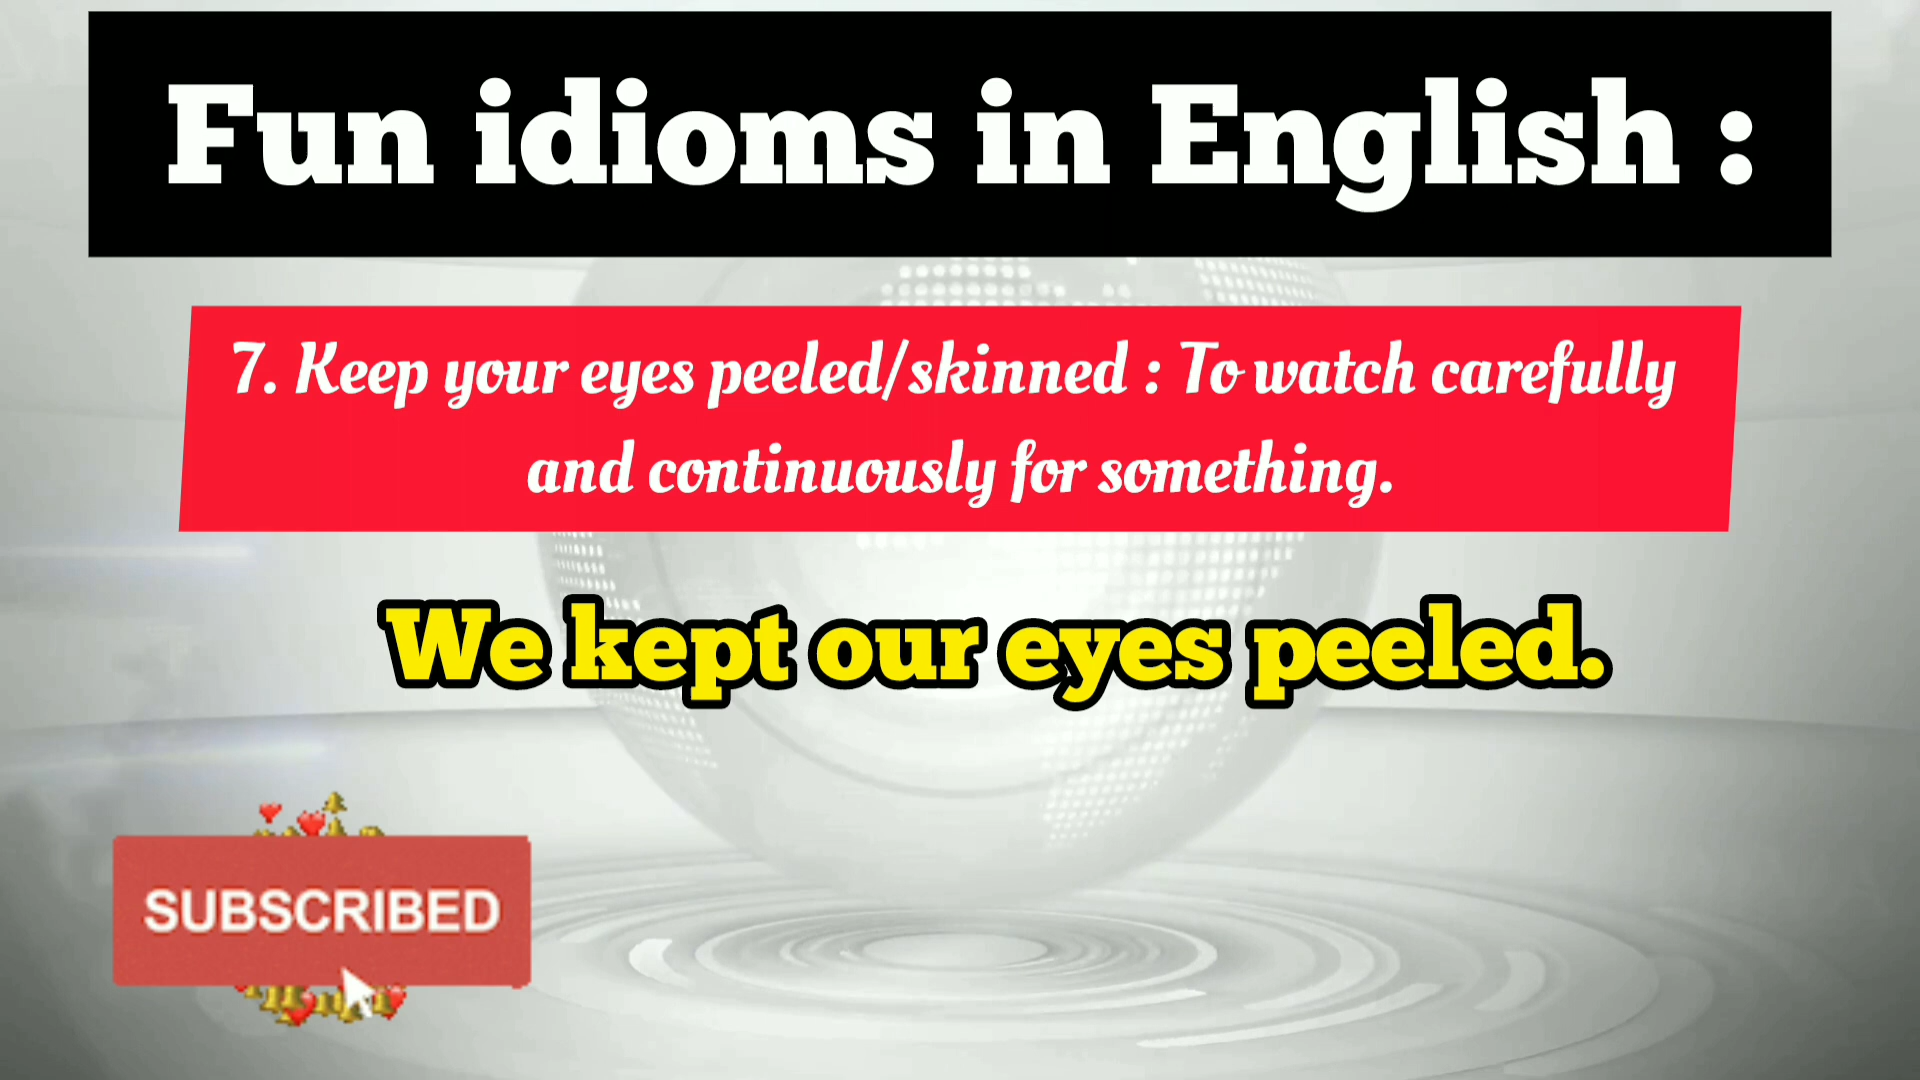 Fun idioms in English :
7. Keep your eyes peeled/skinned : To watch carefully
and continuously for something.
We kept our eyes peeled.
SUBSCRIBED